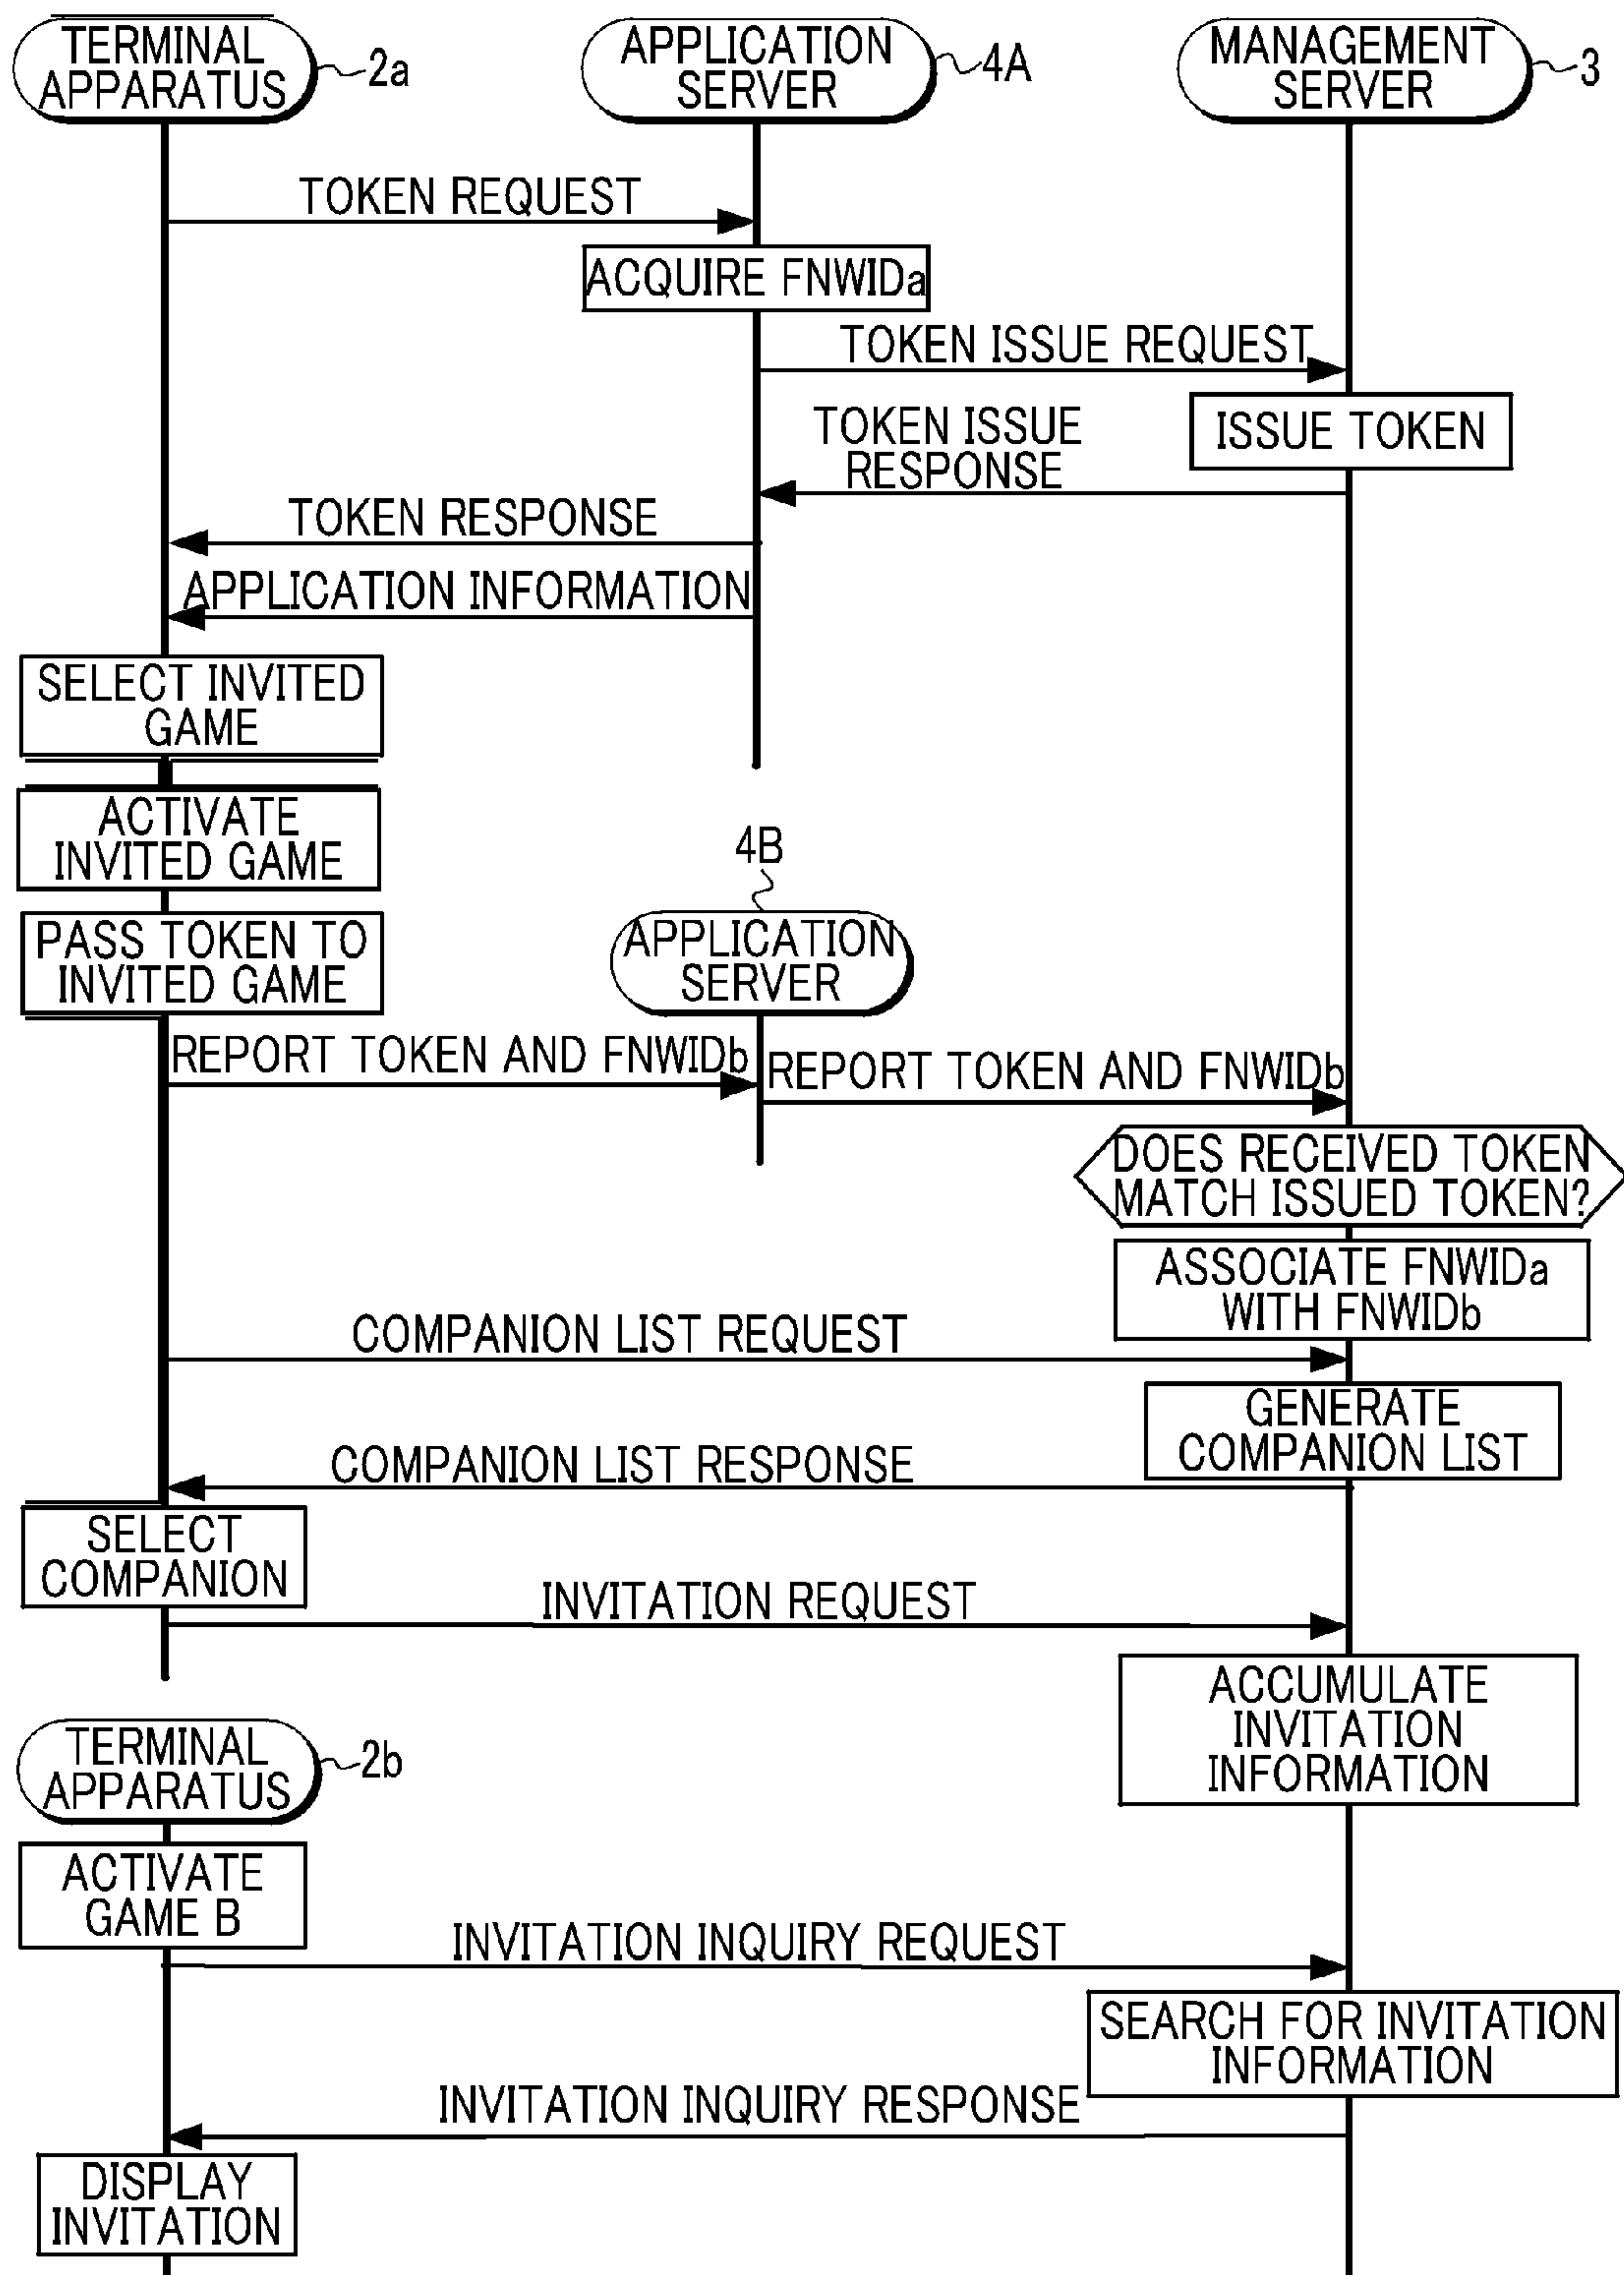 TERMINAL
APPARATUS
2a
APPLICATION
SERVER
4A
MANAGEMENT
SERVER
3
TOKEN REQUEST
ACQUIRE FNWIDa
TOKEN ISSUE REQUEST
ISSUE TOKEN
TOKEN ISSUE
RESPONSE
TOKEN RESPONSE
APPLICATION INFORMATION
SELECT INVITED
GAME
ACTIVATE
INVITED GAME
4B
APPLICATION
SERVER
PASS TOKEN TO
INVITED GAME
REPORT TOKEN AND FNWIDb
REPORT TOKEN AND FNWIDb
DOES RECEIVED TOKEN
MATCH ISSUED TOKEN?
ASSOCIATE FNWIDa
WITH FNWIDb
COMPANION LIST REQUEST
GENERATE
COMPANION LIST
COMPANION LIST RESPONSE
SELECT
COMPANION
INVITATION REQUEST
ACCUMULATE
INVITATION
INFORMATION
TERMINAL
APPARATUS
2b
ACTIVATE
GAME B
INVITATION INQUIRY REQUEST
SEARCH FOR INVITATION
INFORMATION
INVITATION INQUIRY RESPONSE
DISPLAY
INVITATION